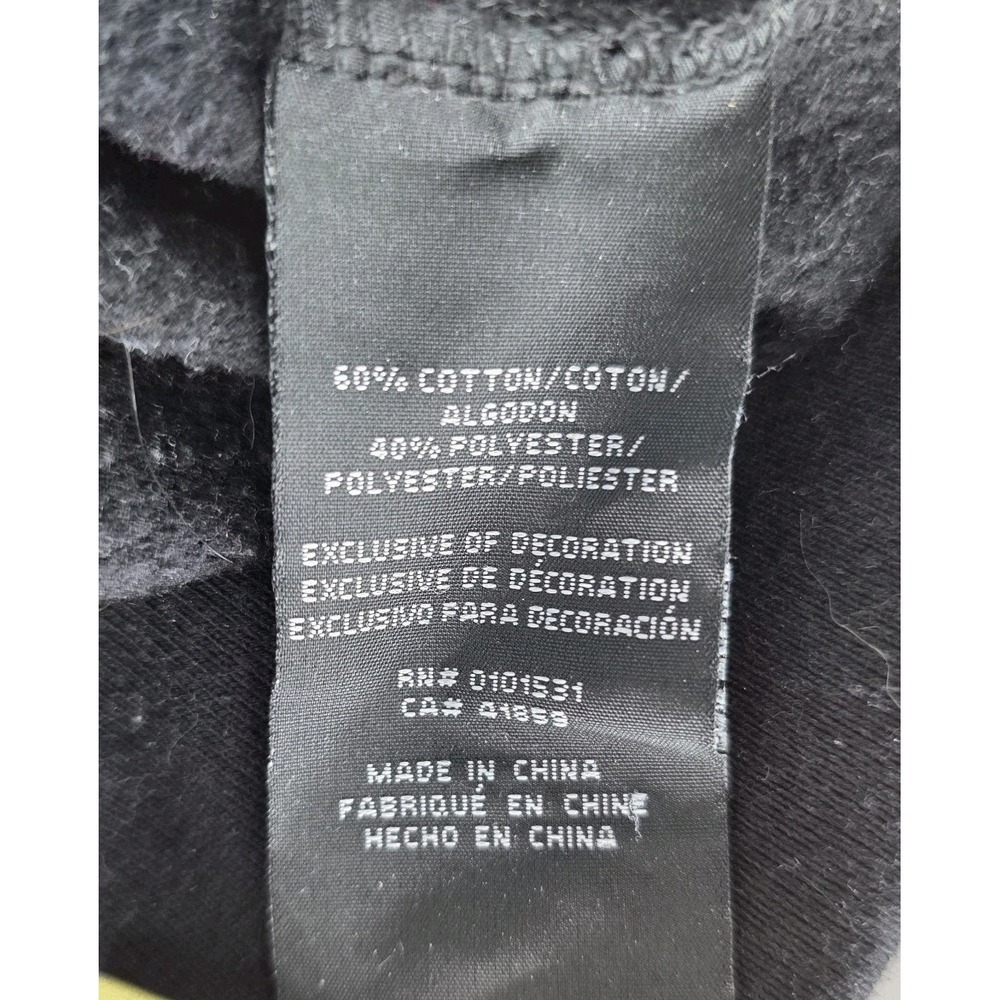 60% COTTON/COTON/
ALGODON
40% POLYESTER/
POLYESTER/POLIESTER
EXCLUSIVE OF DECORATION
EXCLUSIVE DE DÉCORATION
EXCLUSIVO PARA DECORACIÓN
RN# 0101531
CA# 41859
MADE IN CHINA
FABRIQUÉ EN CHINE
HECHO EN CHINA